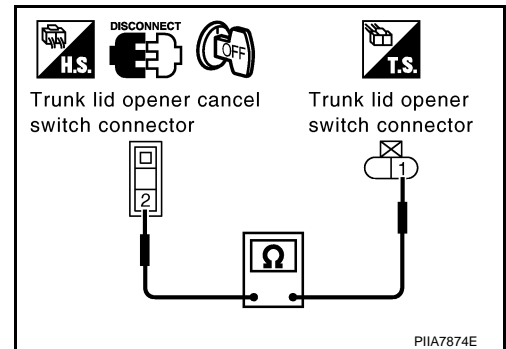 DISCONNECT
H.S.
OFF
T.S.
Trunk lid opener cancel
switch connector
Trunk lid opener
switch connector
2
1
Ω
PIIA7874E